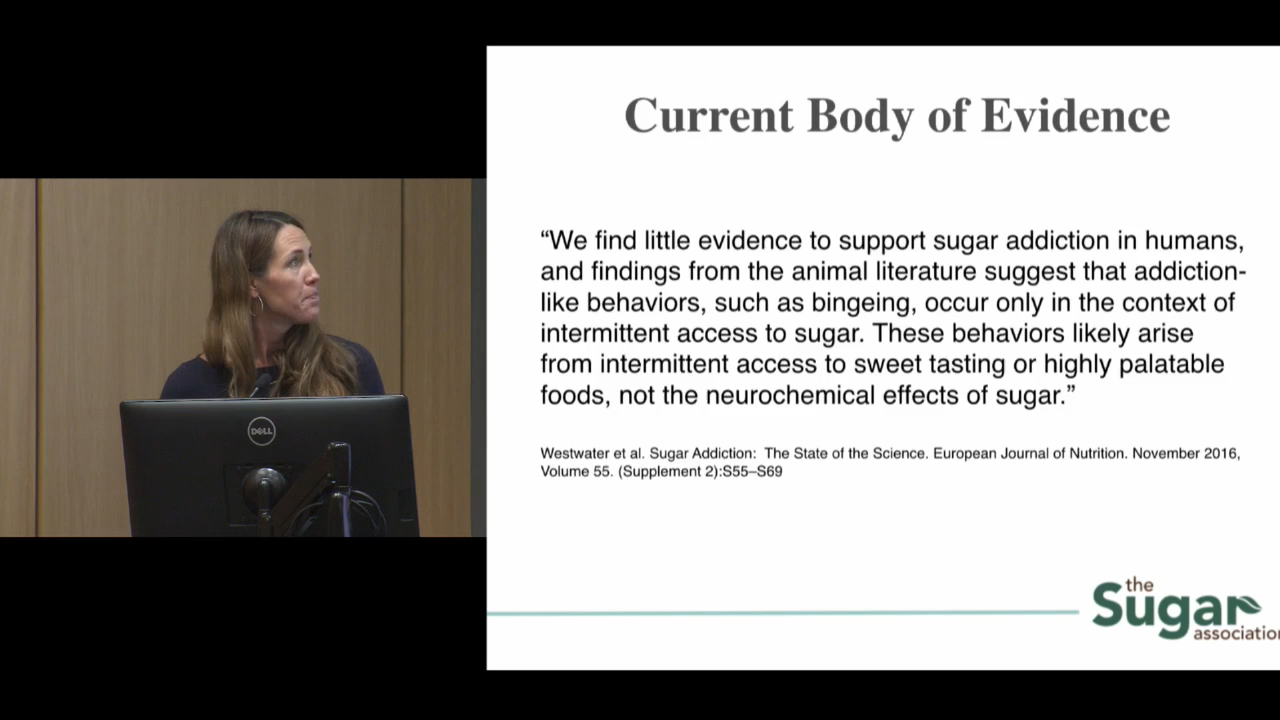 Current Body of Evidence
“We find little evidence to support sugar addiction in humans,
and findings from the animal literature suggest that addiction-
like behaviors, such as bingeing, occur only in the context of
intermittent access to sugar. These behaviors likely arise
from intermittent access to sweet tasting or highly palatable
foods, not the neurochemical effects of sugar.”
Westwater et al. Sugar Addiction:  The State of the Science. European Journal of Nutrition. November 2016,
Volume 55. (Supplement 2):S55–S69
the
Sugar
association
DELL